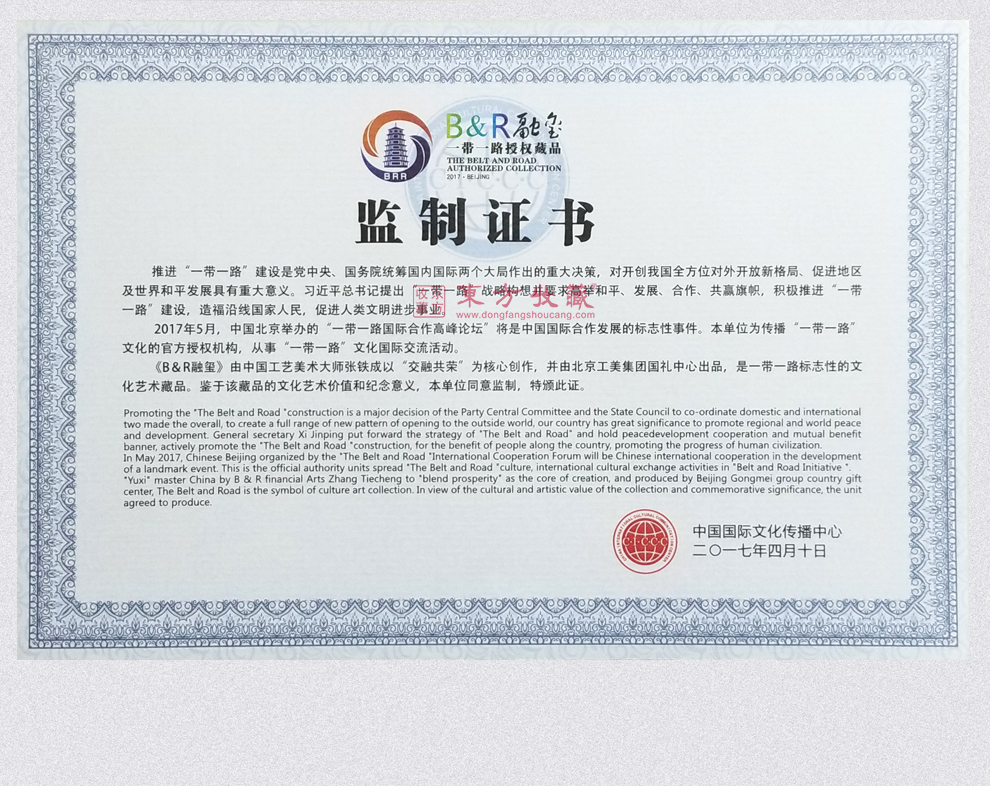 B&R融玺
一带一路授权藏品
THE BELT AND ROAD
AUTHORIZED COLLECTION
2017 - BEIJING
BRR
监制证书
推进“一带一路”建设是党中央、国务院统筹国内国际两个大局作出的重大决策，对开创我国全方位对外开放新格局、促进地区
及世界和平发展具有重大意义。习近平总书记提出“一带一路”战略构想并要求高举和平、发展、合作、共赢旗帜，积极推进“一带
一路”建设，造福沿线国家人民，促进人类文明进步事业。
收家
事网
東方收藏
www.dongfangshoucang.com
2017年5月，中国北京举办的“一带一路国际合作高峰论坛”将是中国国际合作发展的标志性事件。本单位为传播“一带一路”
文化的官方授权机构，从事“一带一路”文化国际交流活动。
《B&R融玺》由中国工艺美术大师张铁成以“交融共荣”为核心创作，并由北京工美集团国礼中心出品，是一带一路标志性的文
化艺术藏品。鉴于该藏品的文化艺术价值和纪念意义，本单位同意监制，特颁此证。
Promoting the "The Belt and Road "construction is a major decision of the Party Central Committee and the State Council to co-ordinate domestic and international
two made the overall, to create a full range of new pattern of opening to the outside world, our country has great significance to promote regional and world peace
and development. General secretary Xi Jinping put forward the strategy of "The Belt and Road" and hold peacedevelopment cooperation and mutual benefit
banner, actively promote the "The Belt and Road "construction, for the benefit of people along the country, promoting the progress of human civilization.
In May 2017, Chinese Beijing organized by the "The Belt and Road "International Cooperation Forum will be Chinese international cooperation in the development
of a landmark event. This is the official authority units spread "The Belt and Road "culture, international cultural exchange activities in "Belt and Road Initiative ".
"Yuxi" master China by B & R financial Arts Zhang Tiecheng to "blend prosperity" as the core of creation, and produced by Beijing Gongmei group country gift
center, The Belt and Road is the symbol of culture art collection. In view of the cultural and artistic value of the collection and commemorative significance, the unit
agreed to produce.
C·I·C·C·C
中国国际文化传播中心
二〇一七年四月十日